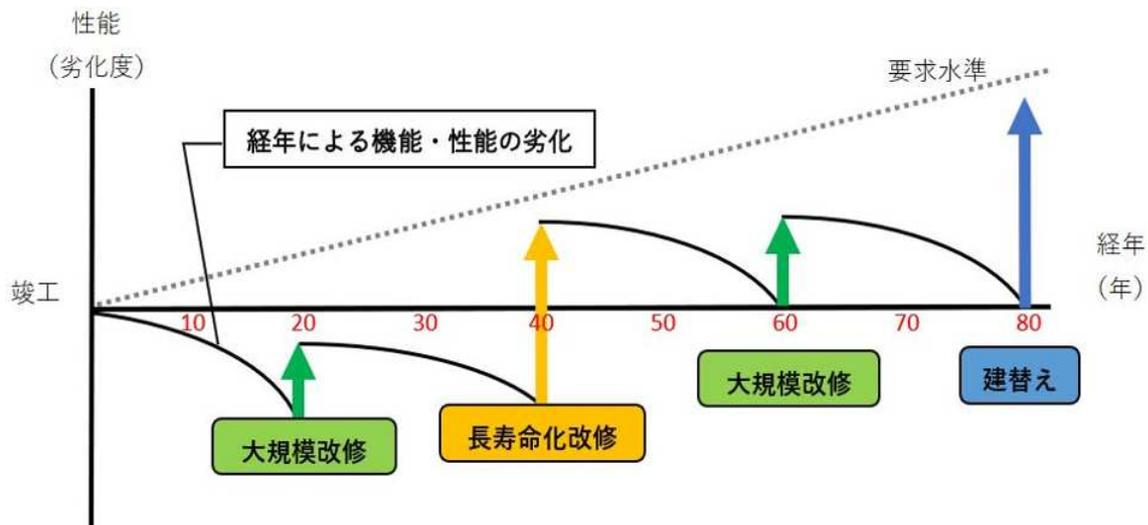 性能
（劣化度）
要求水準
経年による機能・性能の劣化
竣工
経年
（年）
10 20 30 40 50 60 70 80
大規模改修
建替え
長寿命化改修
大規模改修